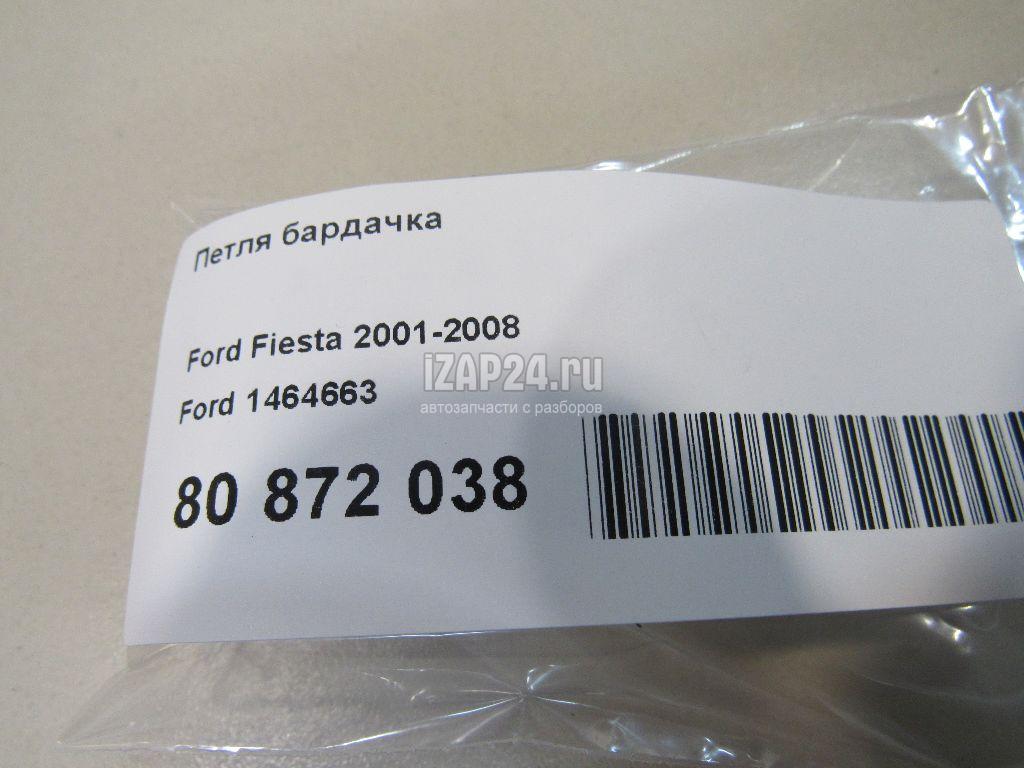 Петля бардачка
Ford Fiesta 2001-2008
iZAP24.ru
Ford 1464663
автозапчасти с разборов
80 872 038